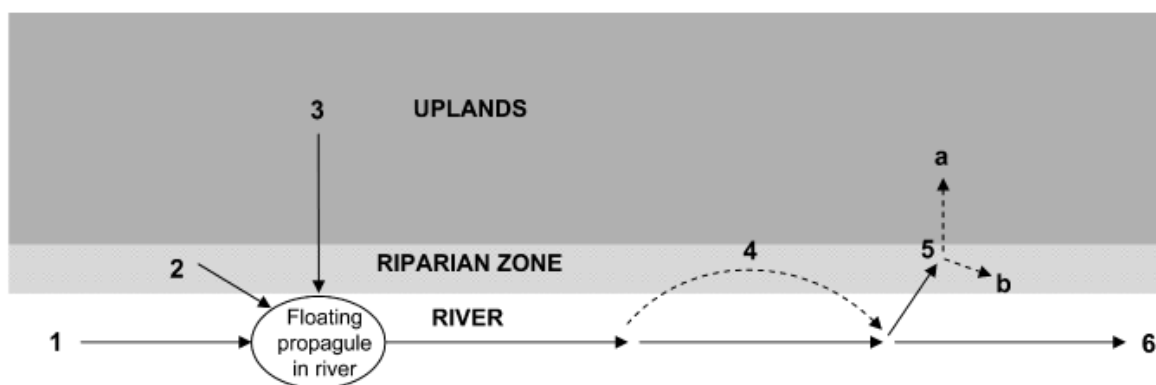 3
UPLANDS
a
4
5
2
RIPARIAN ZONE
b
1
Floating
propagule
in river
RIVER
6